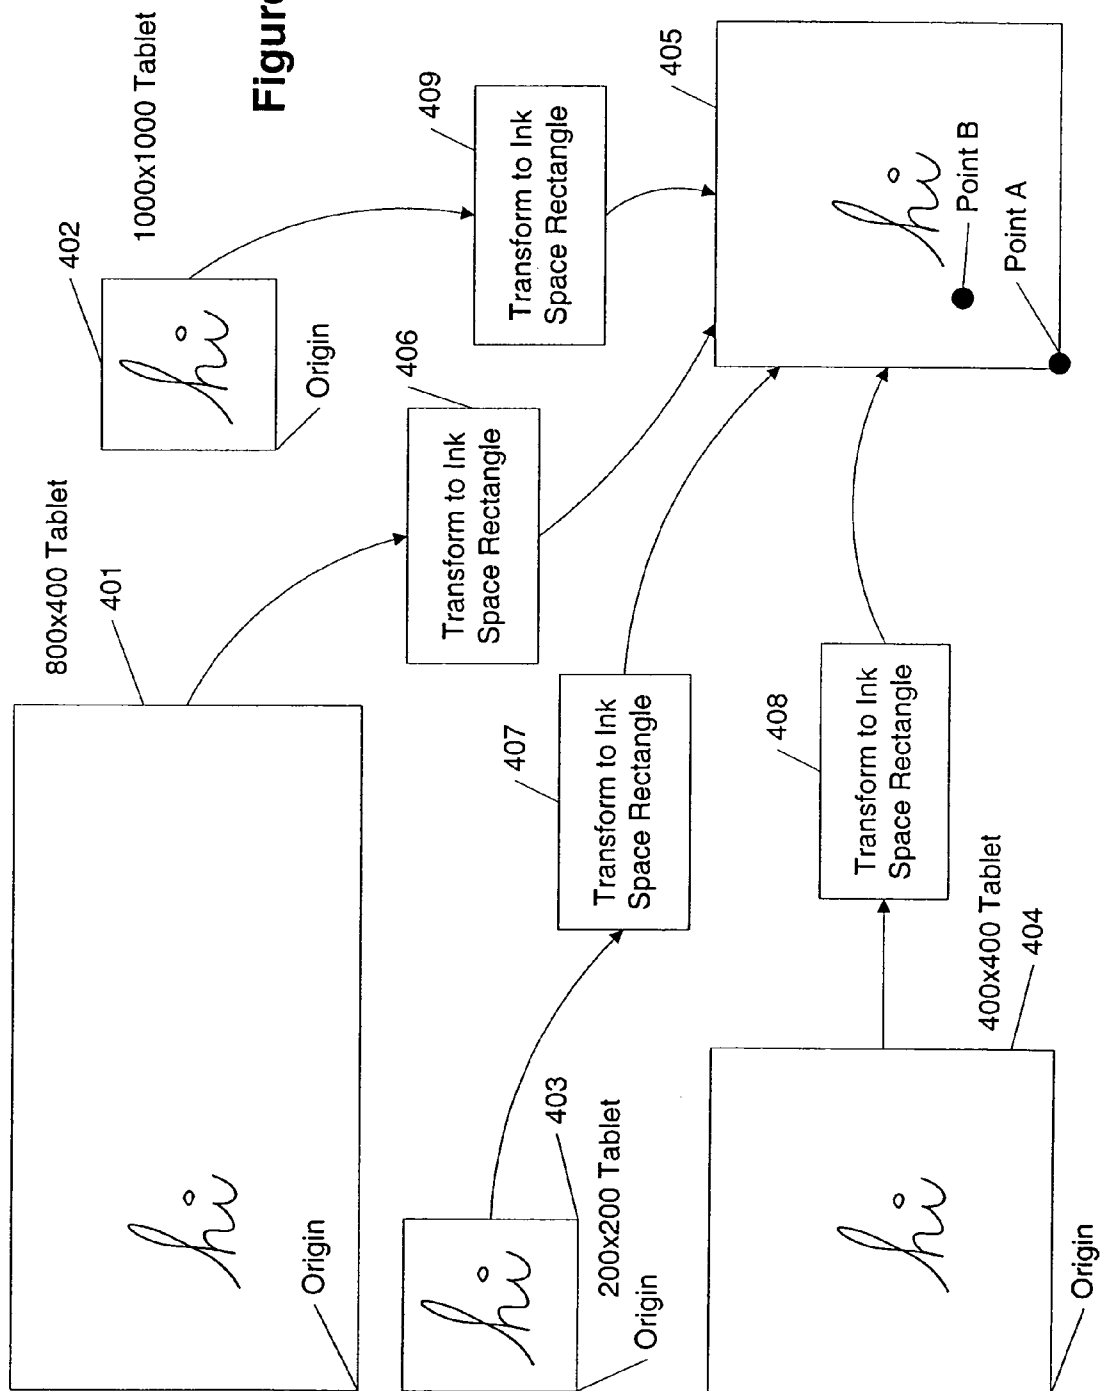 Figure
800x400 Tablet
401
hi
Origin
1000x1000 Tablet
402
hi
Origin
200x200 Tablet
403
hi
Origin
400x400 Tablet
404
hi
Origin
406
Transform to Ink
Space Rectangle
409
Transform to Ink
Space Rectangle
407
Transform to Ink
Space Rectangle
408
Transform to Ink
Space Rectangle
405
hi
Point B
Point A